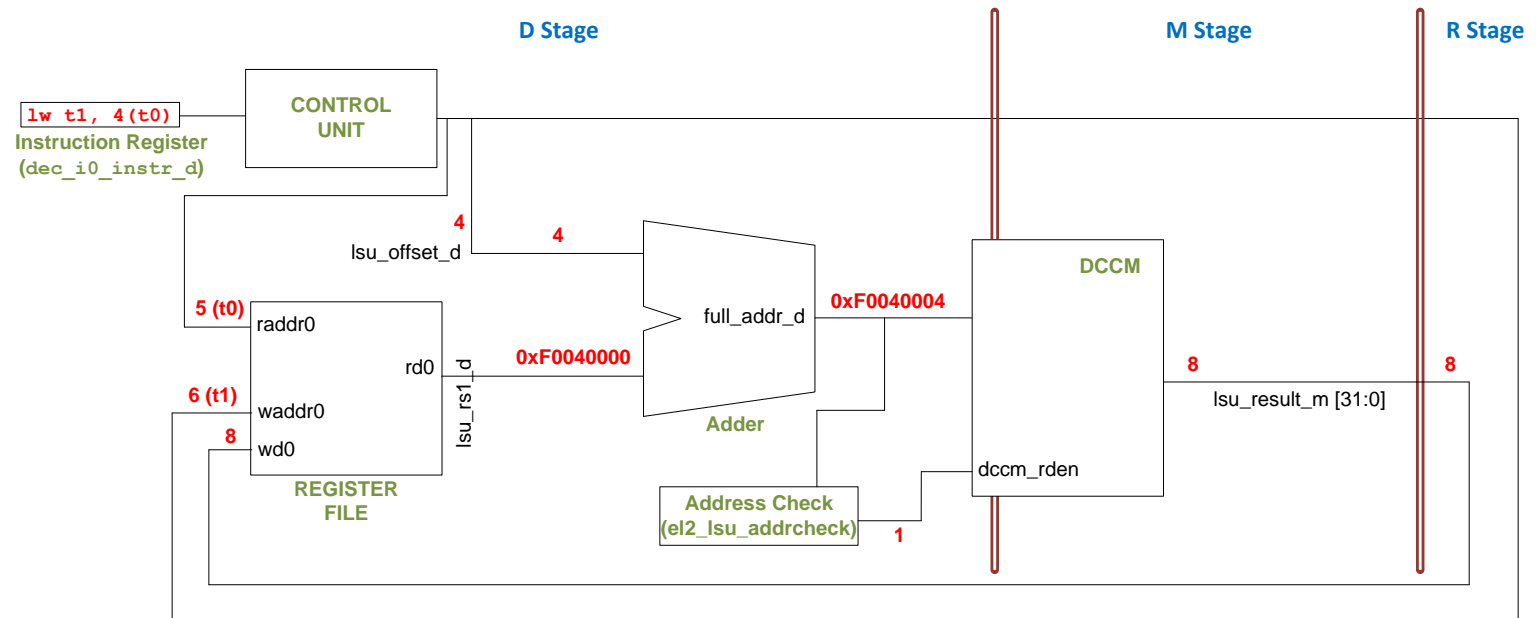 D Stage
M Stage
R Stage
lw t1, 4(t0)
Instruction Register
(dec_i0_instr_d)
CONTROL
UNIT
4
lsu_offset_d
4
5 (t0)
raddr0
rd0
lsu_rs1_d
0xF0040000
6 (t1)
waddr0
8
wd0
REGISTER
FILE
full_addr_d
Adder
0xF0040004
DCCM
dccm_rden
Address Check
(el2_lsu_addrcheck)
1
8
lsu_result_m [31:0]
8